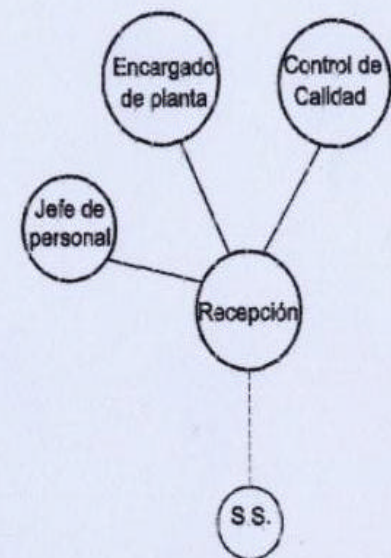 Encargado
de planta
Control de
Calidad
Jefe de
personal
Recepción
S.S.